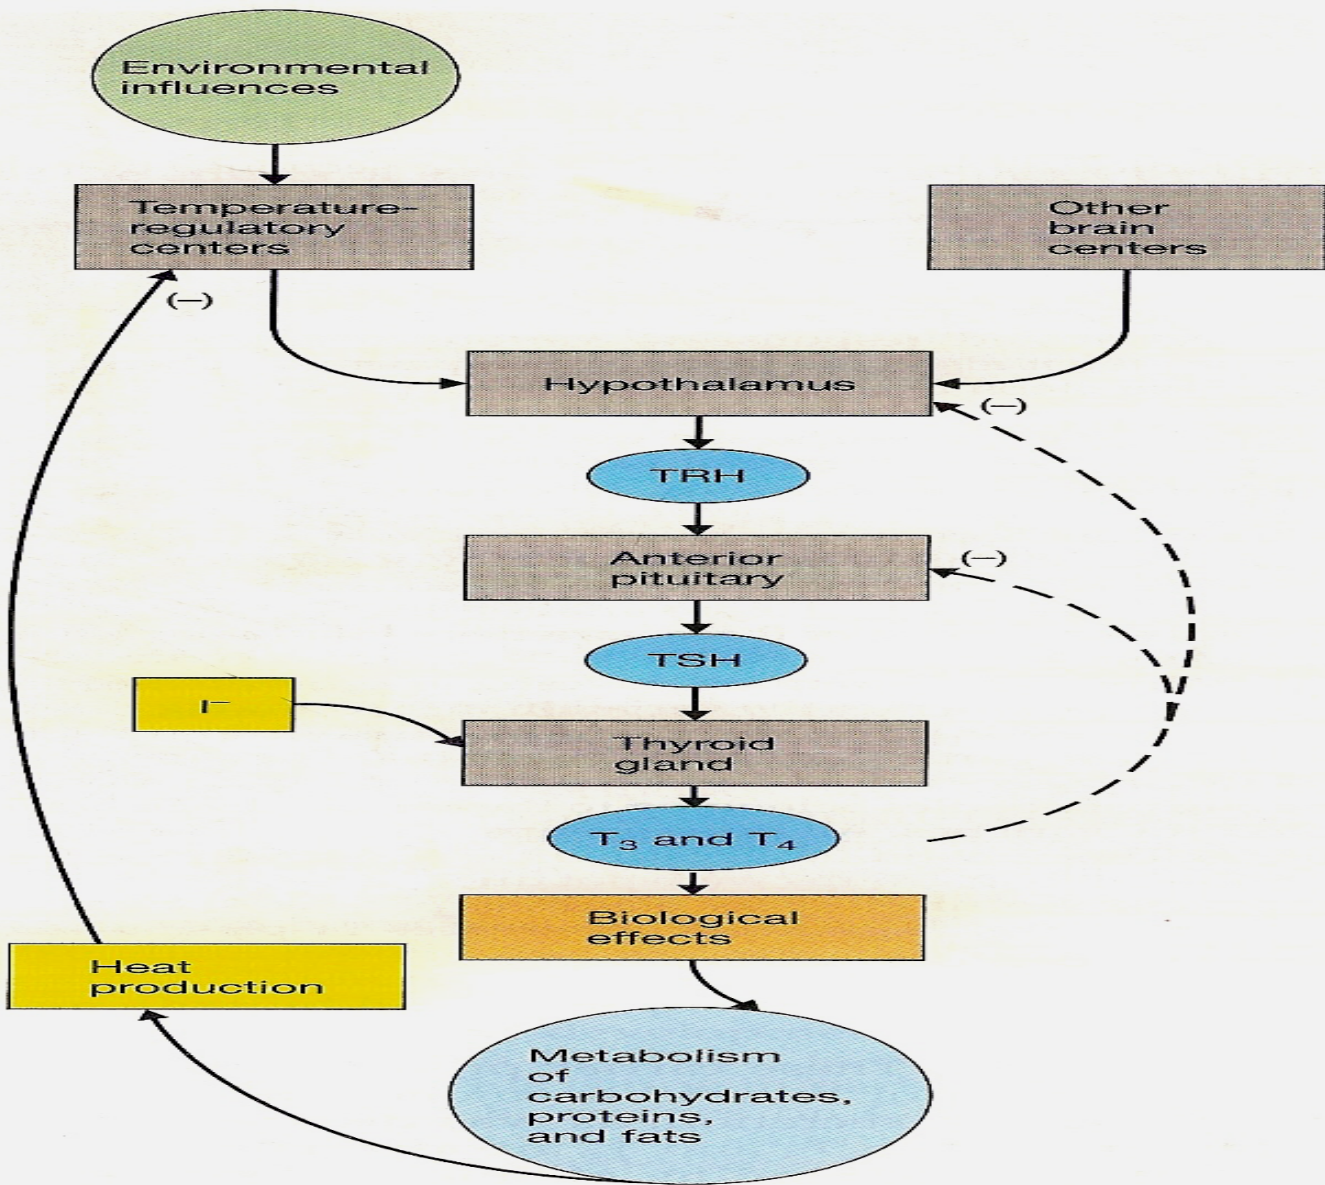 Environmental
influences
Temperature-
regulatory
centers
Other
brain
centers
(−)
Hypothalamus
(−)
TRH
Anterior
pituitary
(−)
TSH
I⁻
Thyroid
gland
T₃ and T₄
Biological
effects
Heat
production
Metabolism
of
carbohydrates,
proteins,
and fats